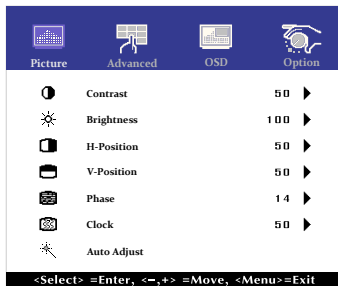 Picture Advanced OSD Option
Contrast 50
Brightness 100
H-Position 50
V-Position 50
Phase 14
Clock 50
Auto Adjust
<Select> =Enter, <−,+> =Move, <Menu>=Exit